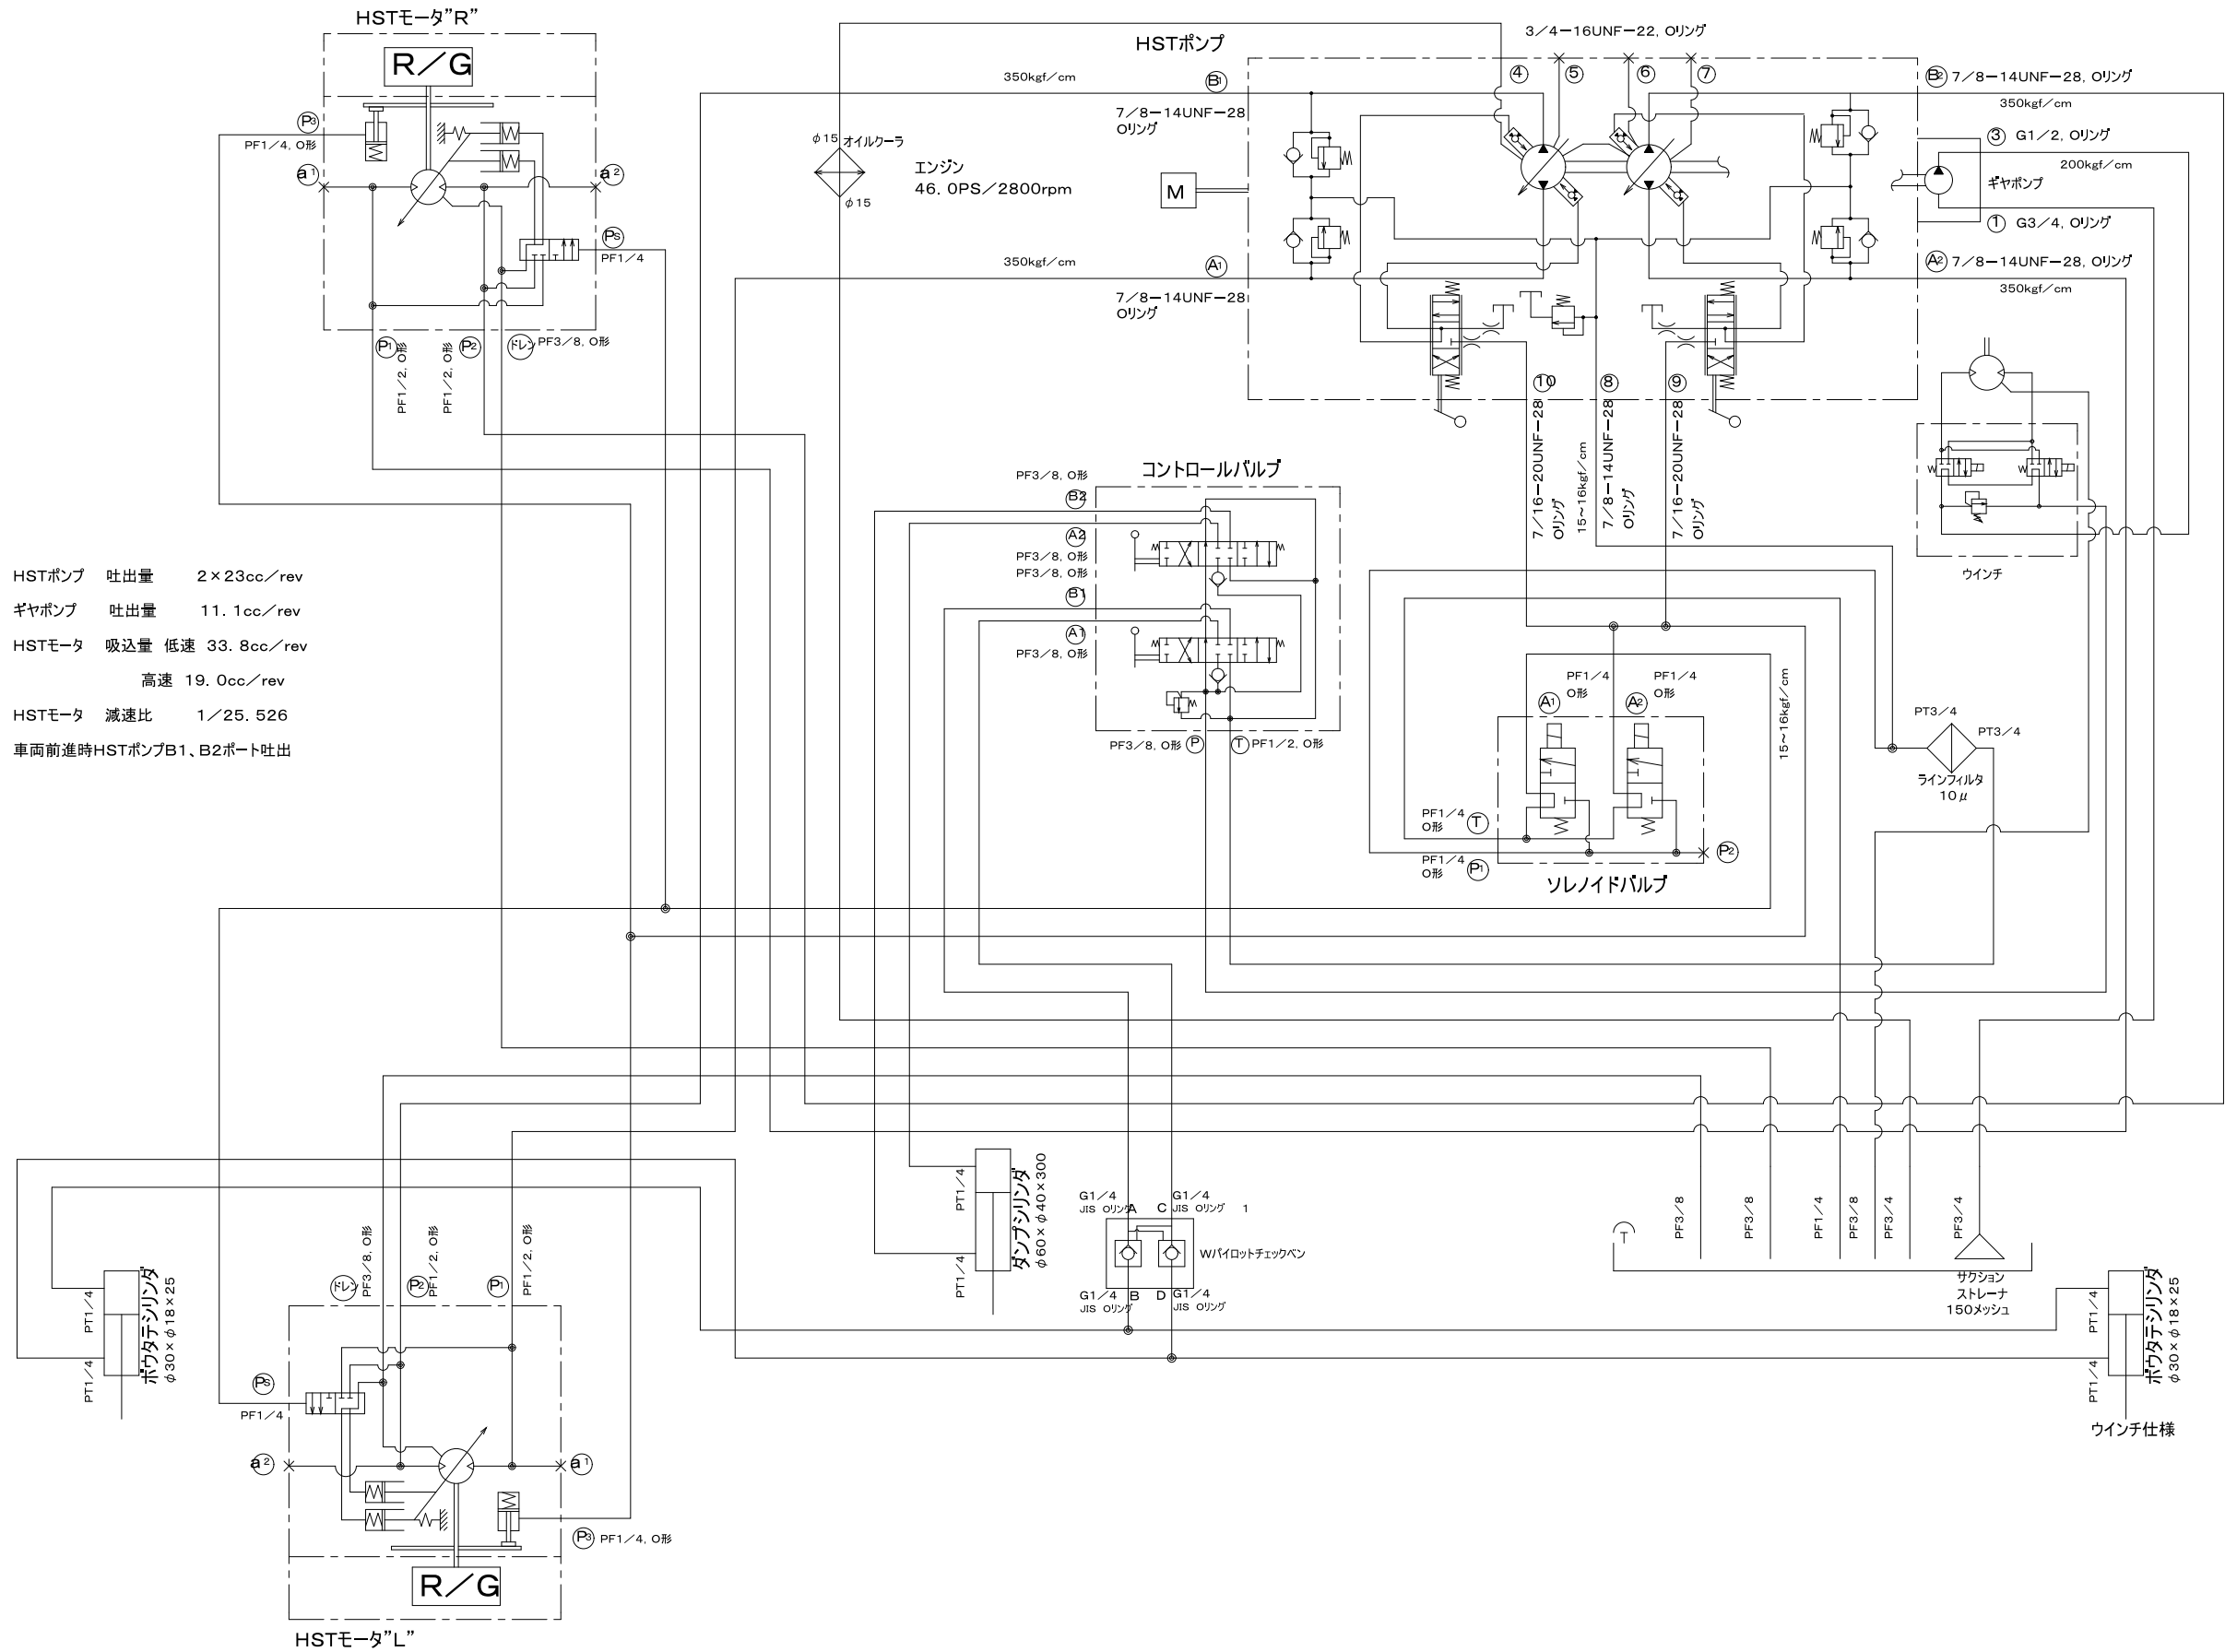 HSTモータ"R"
R/G
P3
PF1/4, O形
a1
a2
Ps
PF1/4
P1
PF1/2, O形
PF1/2, O形
P2
ドレン
PF3/8, O形
φ15 オイルクーラ
φ15
エンジン
46. 0PS/2800rpm
HSTポンプ
M
350kgf/cm
B1
7/8-14UNF-28
Oリング
350kgf/cm
A1
7/8-14UNF-28
Oリング
3/4-16UNF-22, Oリング
4
5
6
7
B2 7/8-14UNF-28, Oリング
350kgf/cm
3 G1/2, Oリング
200kgf/cm
ギヤポンプ
1 G3/4, Oリング
A2 7/8-14UNF-28, Oリング
350kgf/cm
10
7/16-20UNF-28
Oリング
15~16kgf/cm
8
7/8-14UNF-28
Oリング
9
7/16-20UNF-28
Oリング
ウインチ
コントロールバルブ
PF3/8, O形
B2
A2
PF3/8, O形
PF3/8, O形
B1
A1
PF3/8, O形
PF3/8, O形 P
T PF1/2, O形
HSTポンプ 吐出量 2×23cc/rev
ギヤポンプ 吐出量 11. 1cc/rev
HSTモータ 吸込量 低速 33. 8cc/rev
高速 19. 0cc/rev
HSTモータ 減速比 1/25. 526
車両前進時HSTポンプB1、B2ポート吐出
PF1/4
O形
A1
PF1/4
O形
A2
15~16kgf/cm
PF1/4
O形
T
PF1/4
O形
P1
P2
ソレノイドバルブ
PT3/4
PT3/4
ラインフィルタ
10μ
PT1/4
PT1/4
ダンプシリンダ
φ60×φ40×300
G1/4
JIS Oリング
A
C
G1/4
JIS Oリング 1
Wパイロットチェックベン
G1/4
JIS Oリング
B
D
G1/4
JIS Oリング
T
PF3/8
PF3/8
PF1/4
PF3/8
PF3/4
PF3/4
サクション
ストレーナ
150メッシュ
PT1/4
PT1/4
ボウタテシリンダ
φ30×φ18×25
PT1/4
PT1/4
ボウタテシリンダ
φ30×φ18×25
ウインチ仕様
ドレン
PF3/8, O形
P2
PF1/2, O形
P1
PF1/2, O形
Ps
PF1/4
a2
a1
P3 PF1/4, O形
R/G
HSTモータ"L"